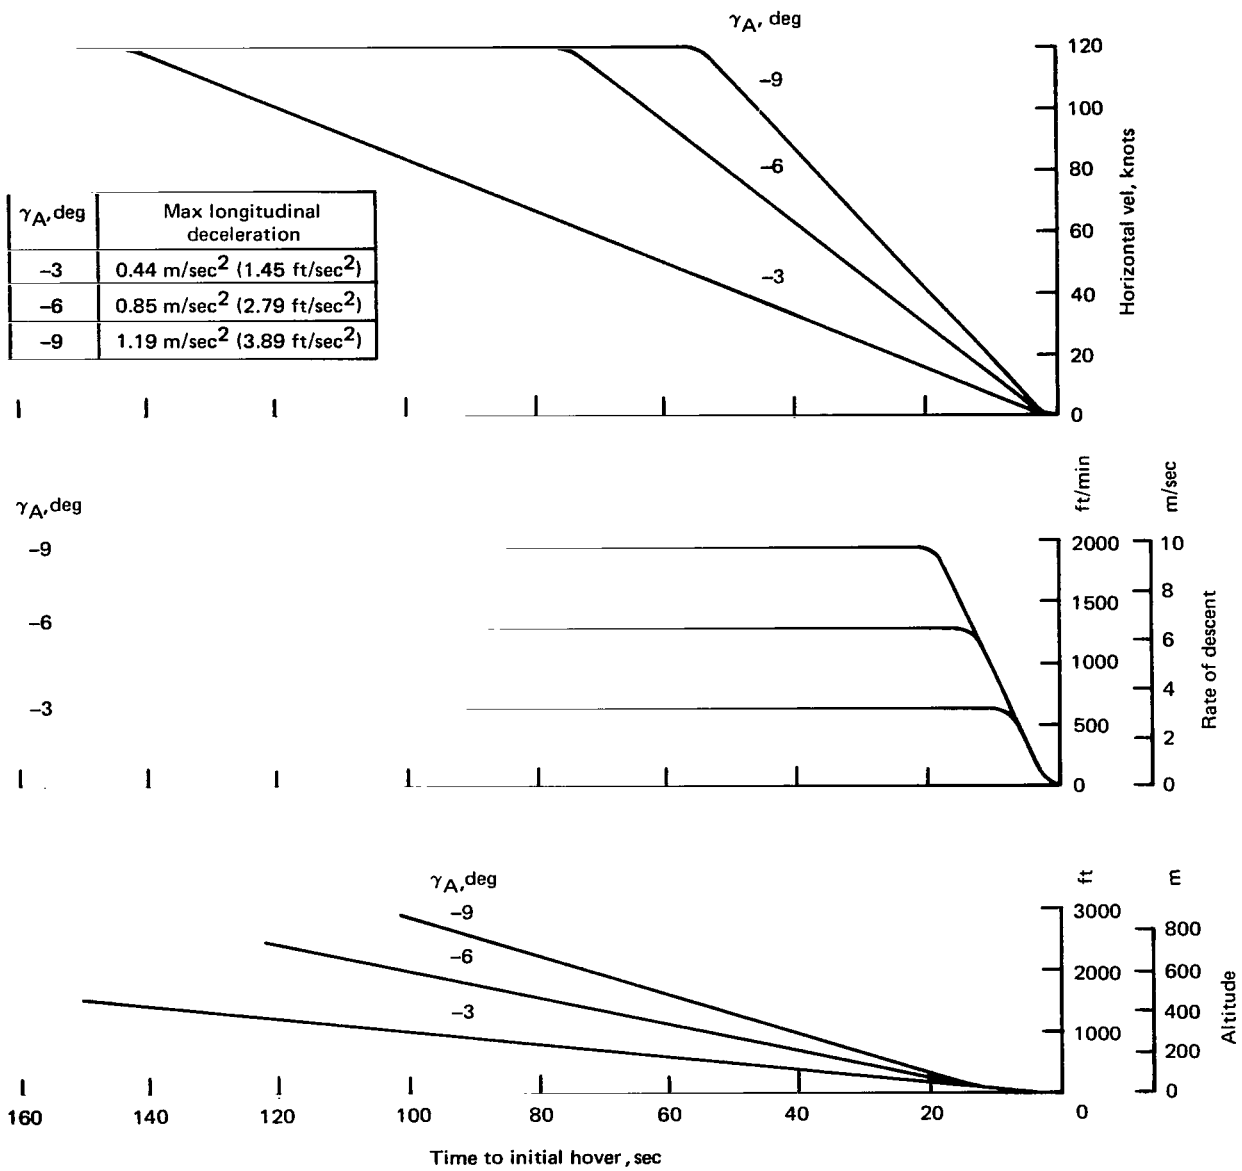 γA, deg
–9
–6
–3
120
100
80
60
40
20
0
Horizontal vel, knots
γA, deg Max longitudinal
deceleration
–3 0.44 m/sec2 (1.45 ft/sec2)
–6 0.85 m/sec2 (2.79 ft/sec2)
–9 1.19 m/sec2 (3.89 ft/sec2)
γA, deg
–9
–6
–3
ft/min
2000
1500
1000
500
0
m/sec
10
8
6
4
2
0
Rate of descent
γA, deg
–9
–6
–3
ft
3000
2000
1000
0
m
800
600
400
200
0
Altitude
160 140 120 100 80 60 40 20
Time to initial hover, sec